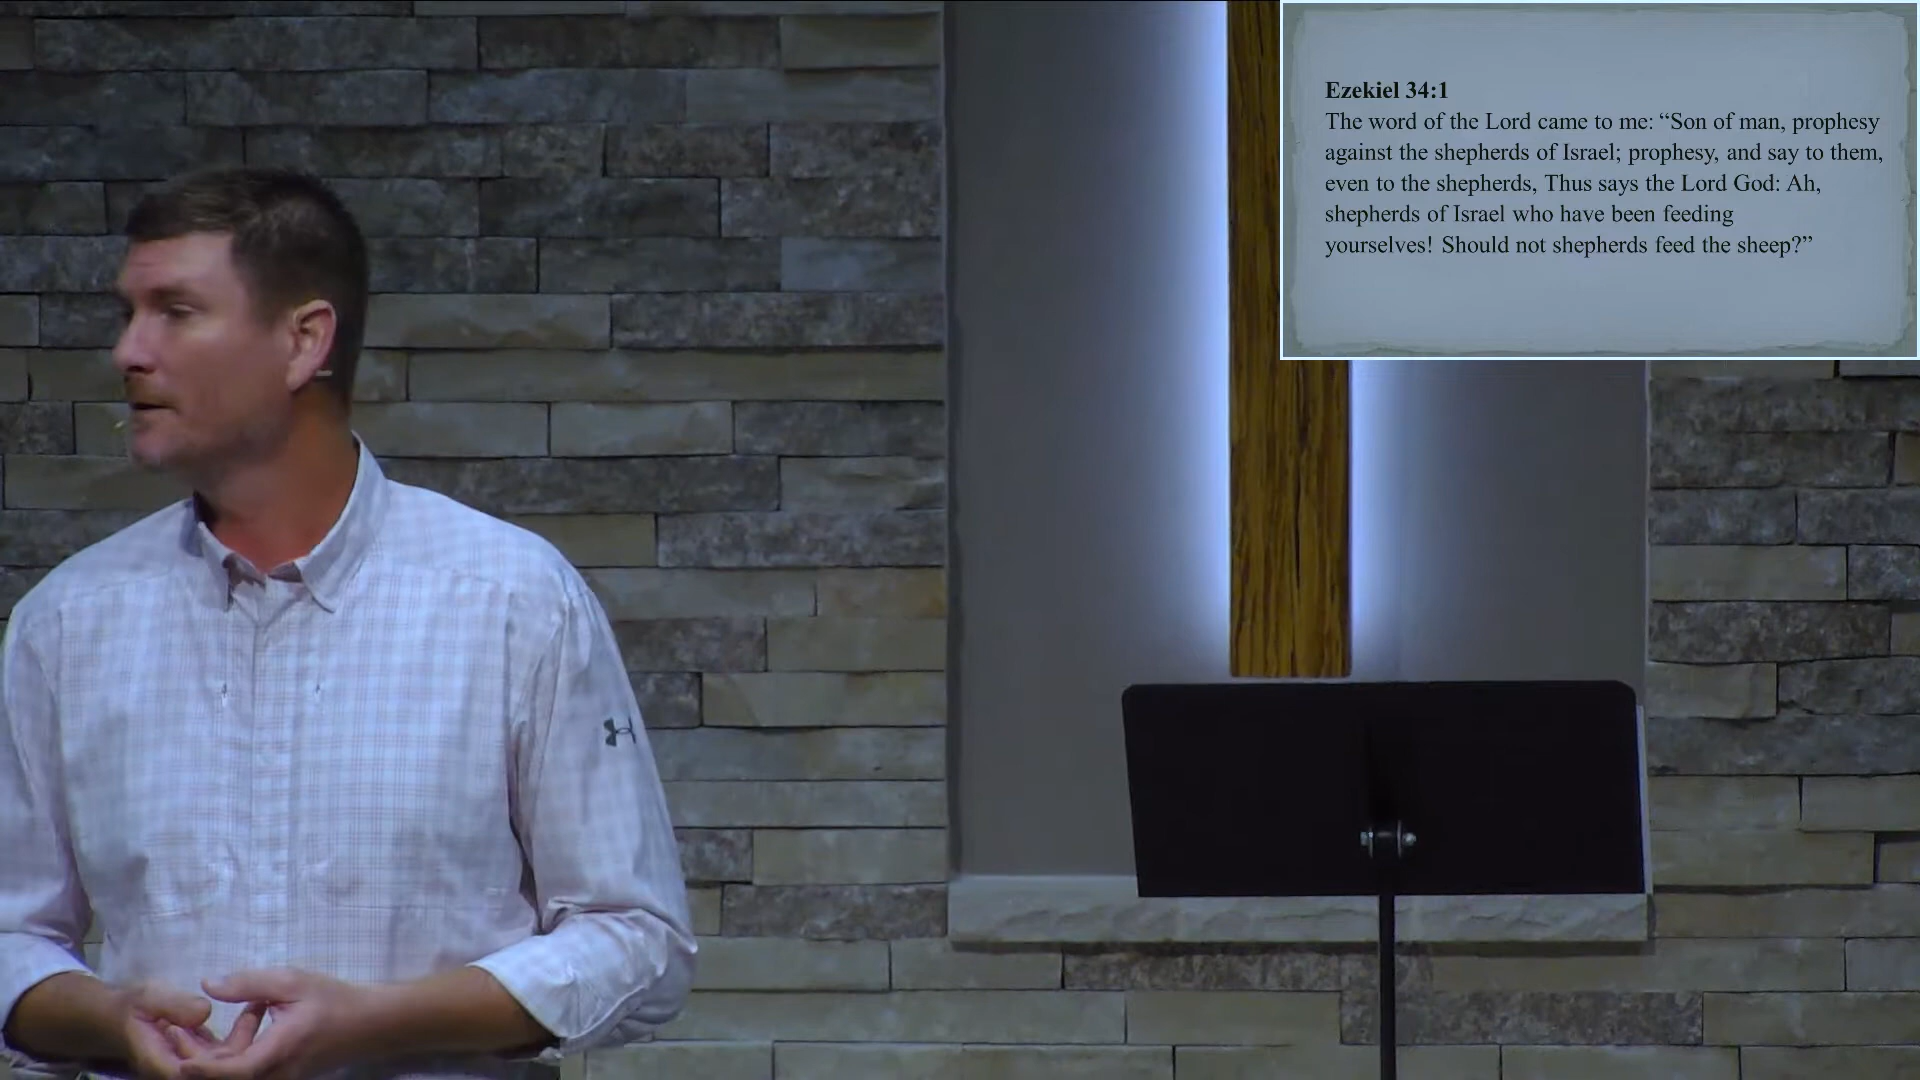 Ezekiel 34:1
The word of the Lord came to me: “Son of man, prophesy
against the shepherds of Israel; prophesy, and say to them,
even to the shepherds, Thus says the Lord God: Ah,
shepherds of Israel who have been feeding
yourselves! Should not shepherds feed the sheep?”